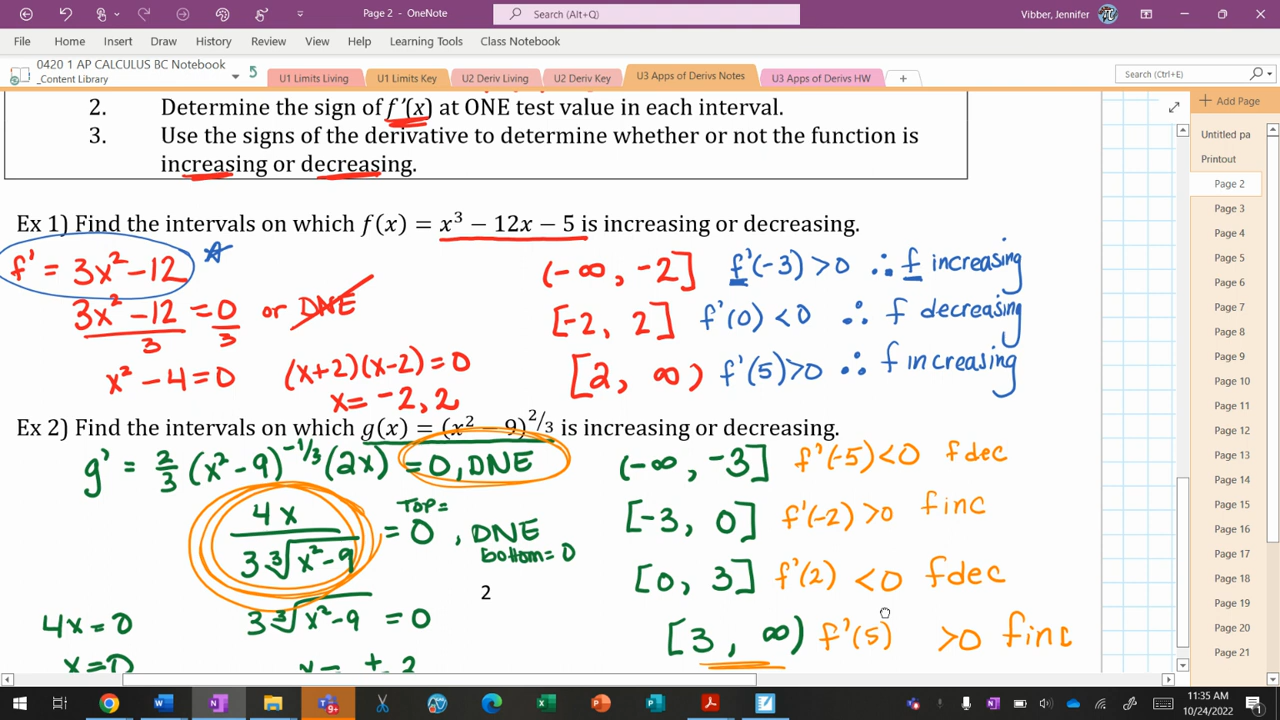 Page 2 - OneNote
Search (Alt+Q)
Vibber, Jennifer
File Home Insert Draw History Review View Help Learning Tools Class Notebook
0420 1 AP CALCULUS BC Notebook
_Content Library
U1 Limits Living
U1 Limits Key
U2 Deriv Living
U2 Deriv Key
U3 Apps of Derivs Notes
U3 Apps of Derivs HW
Search (Ctrl+E)
Add Page
Untitled pa
Printout
Page 2
Page 3
Page 4
Page 5
Page 6
Page 7
Page 8
Page 9
Page 10
Page 11
Page 12
Page 13
Page 14
Page 15
Page 16
Page 17
Page 18
Page 19
Page 20
Page 21
2. Determine the sign of f'(x) at ONE test value in each interval.
3. Use the signs of the derivative to determine whether or not the function is
increasing or decreasing.
Ex 1) Find the intervals on which f(x) = x³ − 12x − 5 is increasing or decreasing.
f' = 3x² - 12
3x² - 12 = 0 or DNE
3 3
x² - 4 = 0
(x+2)(x-2) = 0
x = -2, 2
(-∞, -2] f'(-3) > 0 ∴ f increasing
[-2, 2] f'(0) < 0 ∴ f decreasing
[2, ∞) f'(5) > 0 ∴ f increasing
Ex 2) Find the intervals on which g(x) = (x² − 9)^2/3 is increasing or decreasing.
g' = 2/3 (x² - 9)^-1/3 (2x) = 0, DNE
4x
3∛x²-9
Top =
= 0, DNE
bottom = 0
2
4x = 0
x = 0
3∛x²-9 = 0
(-∞, -3] f'(-5) < 0 f dec
[-3, 0] f'(-2) > 0 f inc
[0, 3] f'(2) < 0 f dec
[3, ∞) f'(5) > 0 f inc
11:35 AM
10/24/2022